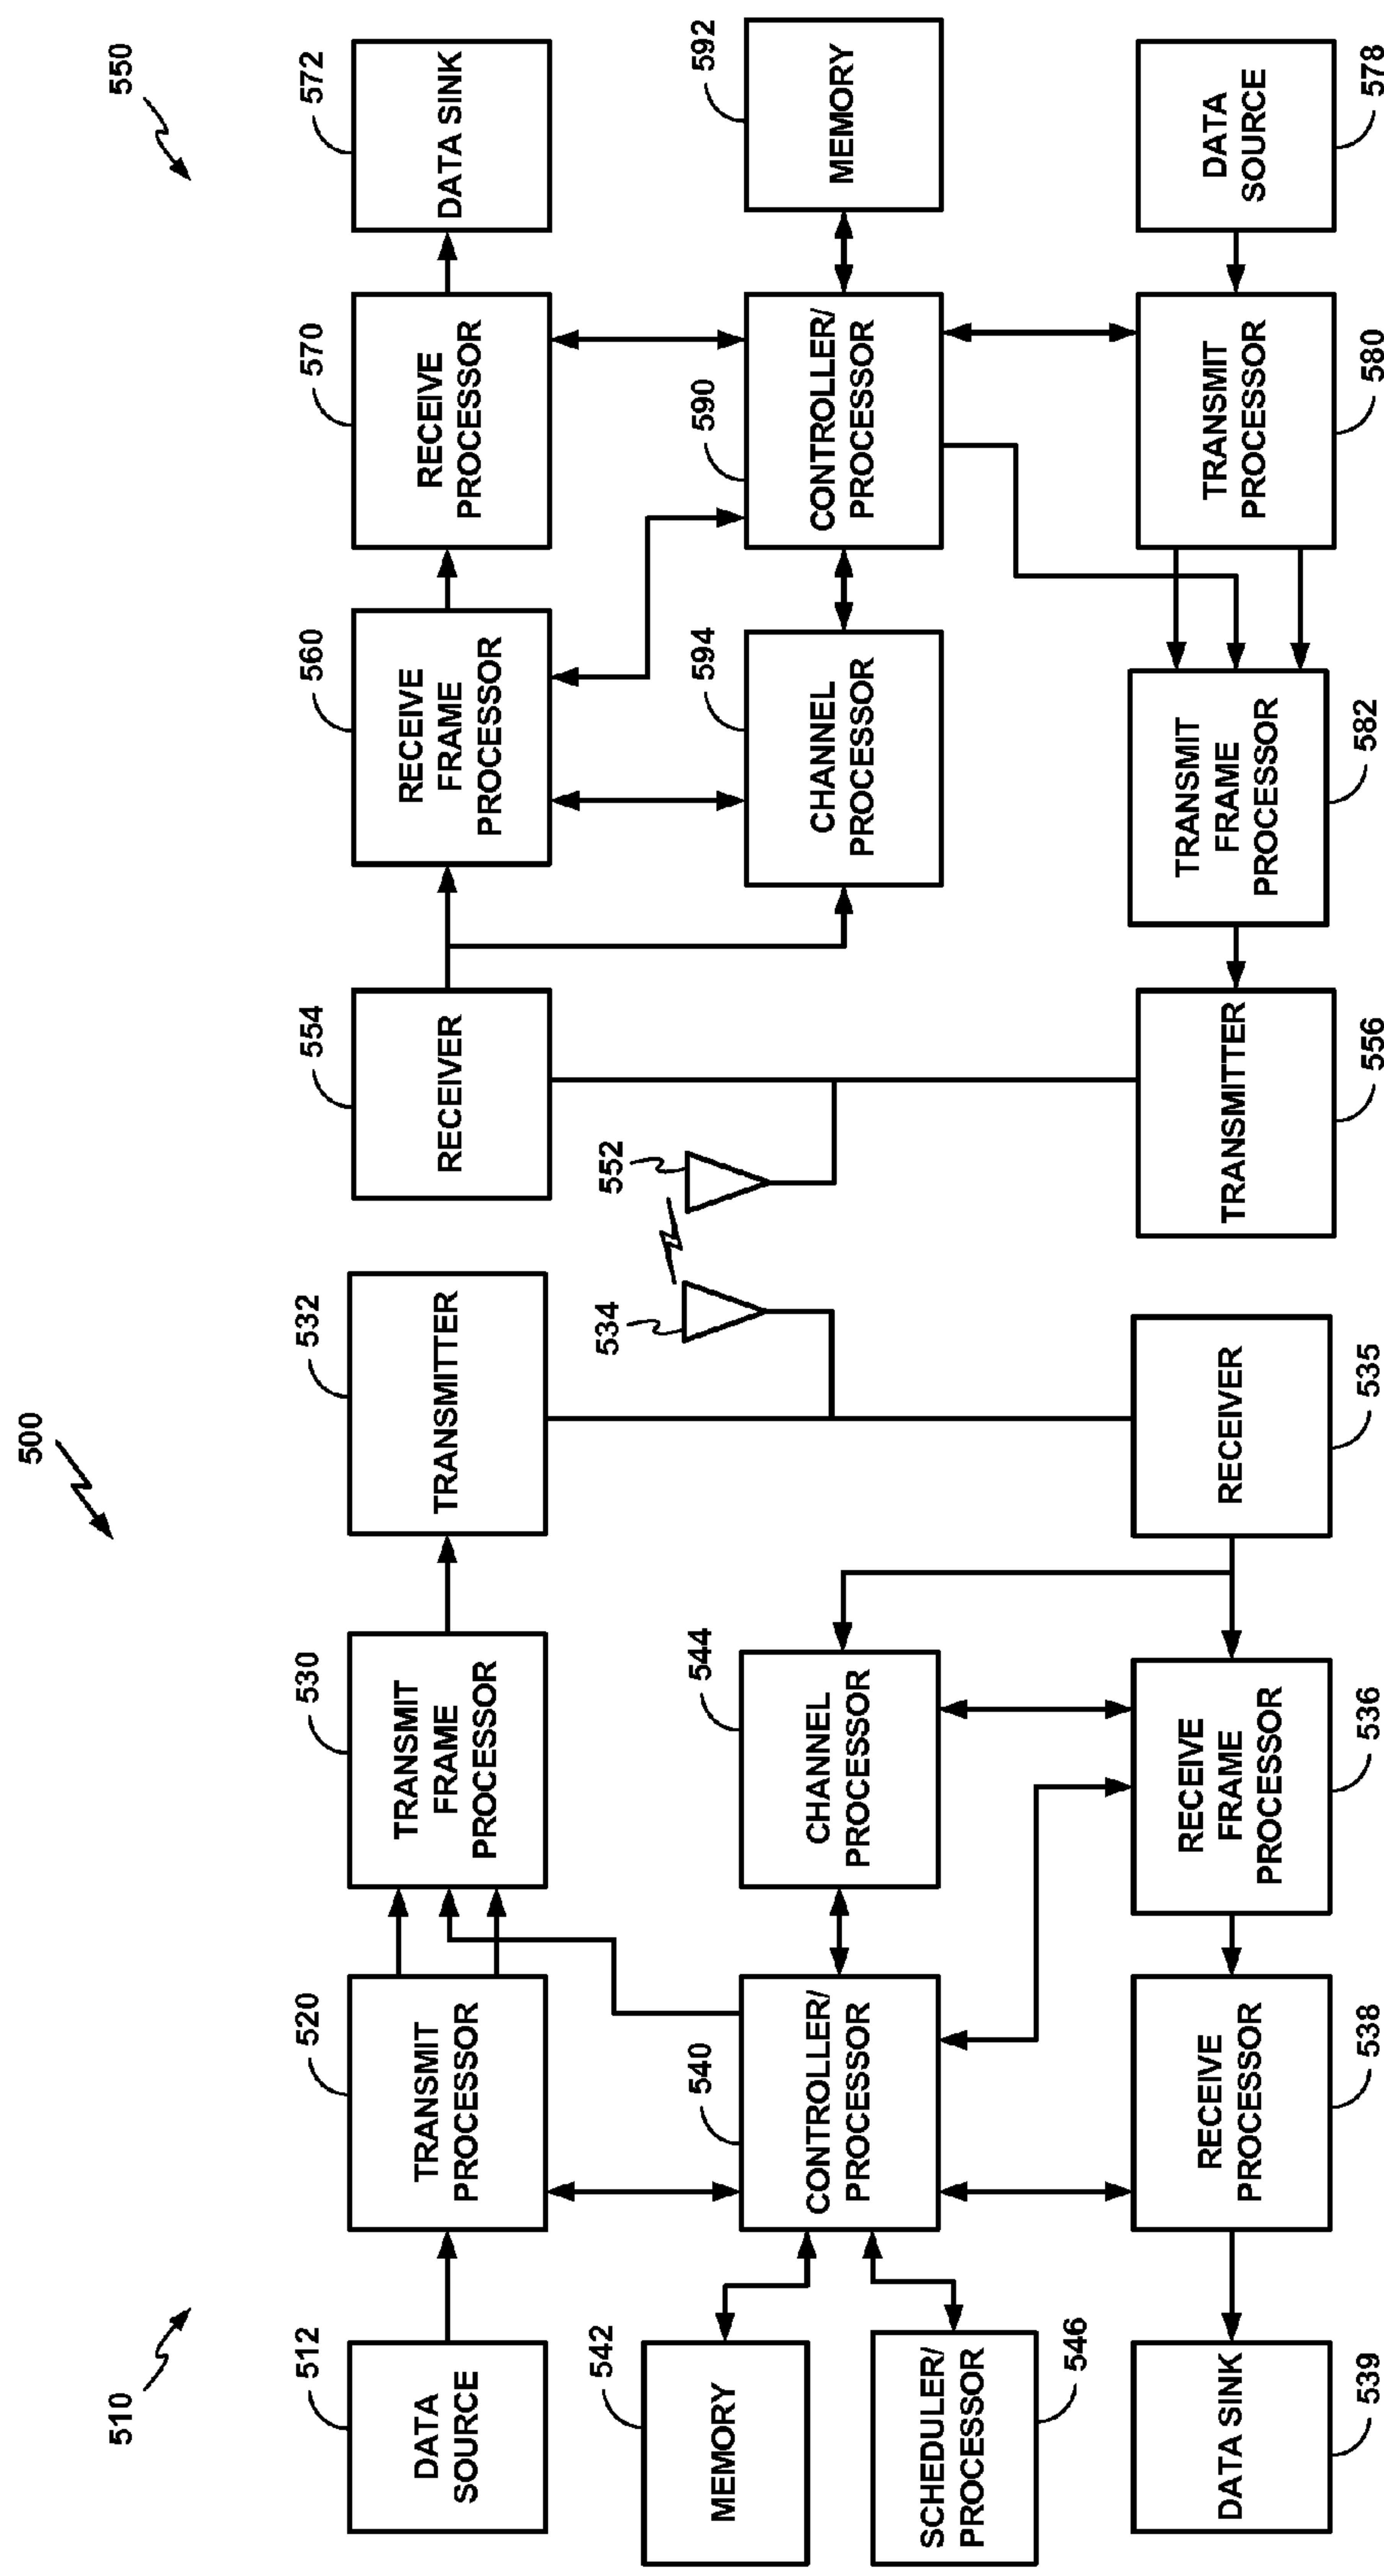 500
510
550
512
DATA
SOURCE
520
TRANSMIT
PROCESSOR
530
TRANSMIT
FRAME
PROCESSOR
532
TRANSMITTER
554
RECEIVER
560
RECEIVE
FRAME
PROCESSOR
570
RECEIVE
PROCESSOR
572
DATA SINK
542
MEMORY
540
CONTROLLER/
PROCESSOR
544
CHANNEL
PROCESSOR
534
552
594
CHANNEL
PROCESSOR
590
CONTROLLER/
PROCESSOR
592
MEMORY
SCHEDULER/
PROCESSOR
546
DATA SINK
539
RECEIVE
PROCESSOR
538
RECEIVE
FRAME
PROCESSOR
536
RECEIVER
535
TRANSMITTER
556
TRANSMIT
FRAME
PROCESSOR
582
TRANSMIT
PROCESSOR
580
DATA
SOURCE
578